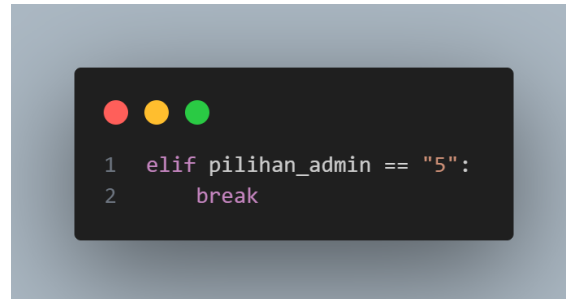 1 elif pilihan_admin == "5":
2     break